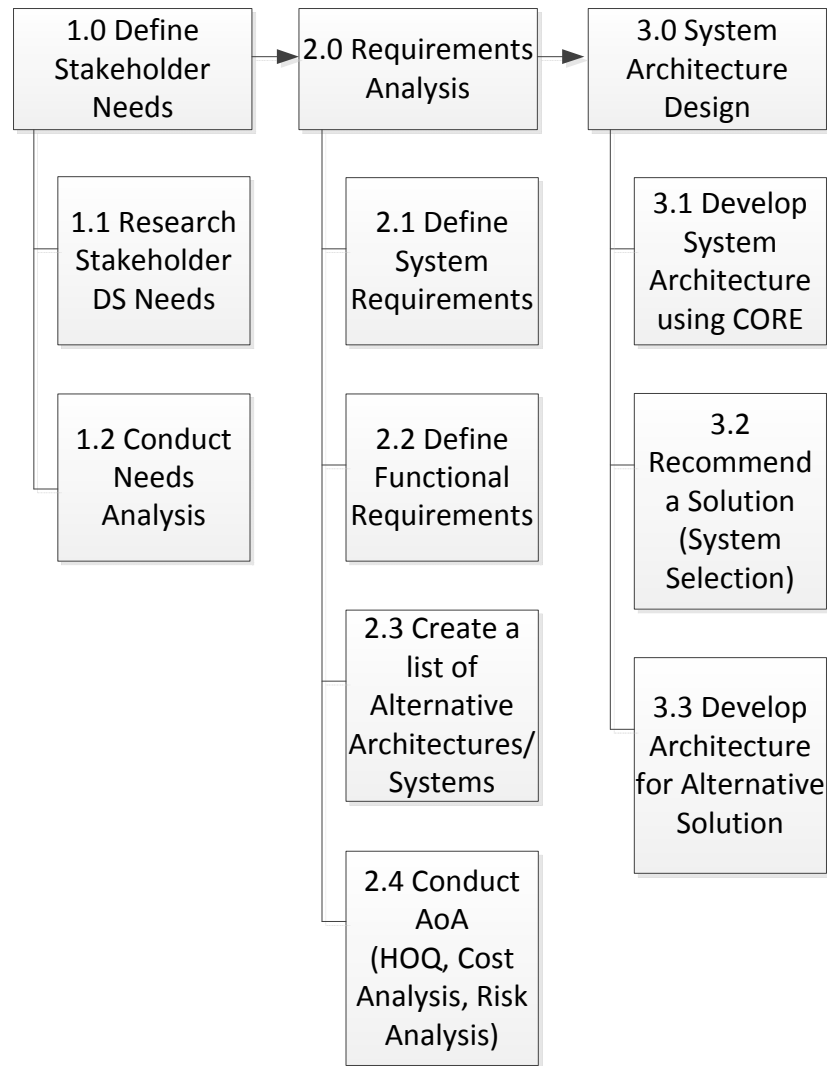 1.0 Define
Stakeholder
Needs
2.0 Requirements
Analysis
3.0 System
Architecture
Design
1.1 Research
Stakeholder
DS Needs
1.2 Conduct
Needs
Analysis
2.1 Define
System
Requirements
2.2 Define
Functional
Requirements
2.3 Create a
list of
Alternative
Architectures/
Systems
2.4 Conduct
AoA
(HOQ, Cost
Analysis, Risk
Analysis)
3.1 Develop
System
Architecture
using CORE
3.2
Recommend
a Solution
(System
Selection)
3.3 Develop
Architecture
for Alternative
Solution